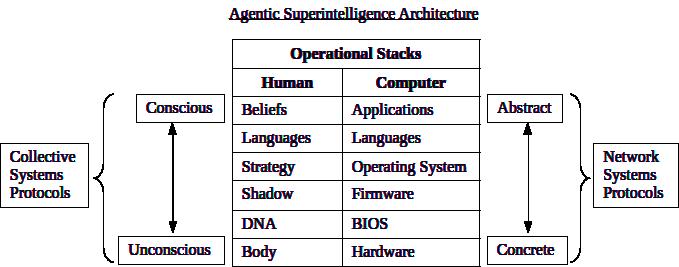 Agentic Superintelligence Architecture
Operational Stacks
Human Computer
Conscious Beliefs Applications Abstract
Languages Languages
Collective Systems Protocols
Strategy Operating System
Network Systems Protocols
Shadow Firmware
DNA BIOS
Unconscious Body Hardware Concrete